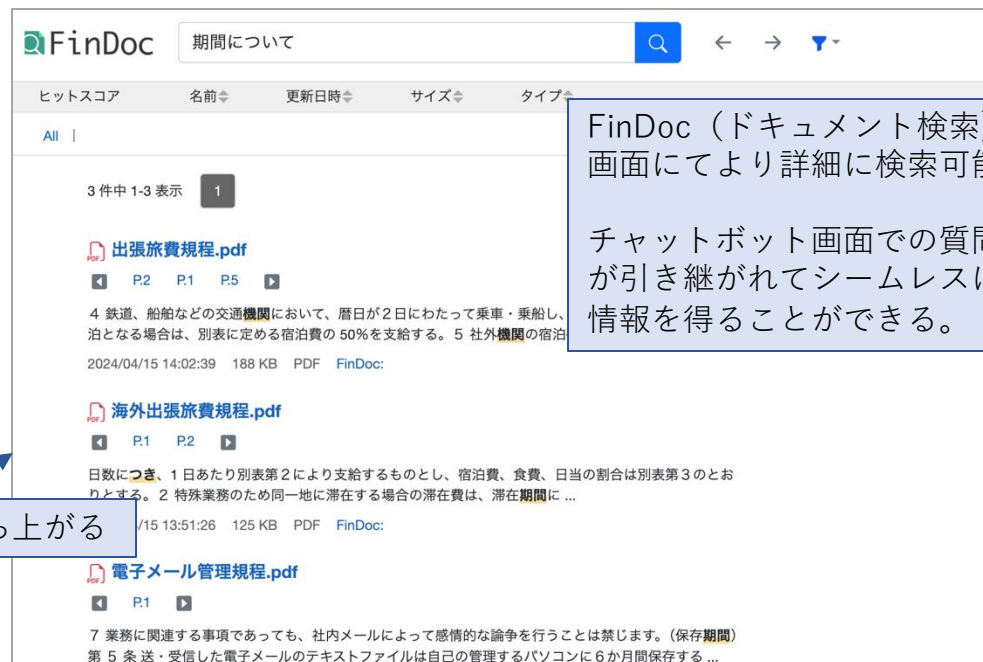 FinDoc
期間について
ヒットスコア 名前 更新日時 サイズ タイプ
All |
FinDoc（ドキュメント検索）
画面にてより詳細に検索可能
チャットボット画面での質問
が引き継がれてシームレスに
情報を得ることができる。
3 件中 1-3 表示 1
出張旅費規程.pdf
P.2 P.1 P.5
4 鉄道、船舶などの交通機関において、暦日が2日にわたって乗車・乗船し、
泊となる場合は、別表に定める宿泊費の 50%を支給する。5 社外機関の宿泊
2024/04/15 14:02:39 188 KB PDF FinDoc:
海外出張旅費規程.pdf
P.1 P.2
日数につき、1 日あたり別表第2により支給するものとし、宿泊費、食費、日当の割合は別表第3のとお
りとする。2 特殊業務のため同一地に滞在する場合の滞在費は、滞在期間に ...
/15 13:51:26 125 KB PDF FinDoc:
上がる
電子メール管理規程.pdf
P.1
7 業務に関連する事項であっても、社内メールによって感情的な論争を行うことは禁じます。（保存期間）
第 5 条 送・受信した電子メールのテキストファイルは自己の管理するパソコンに6か月間保存する ...